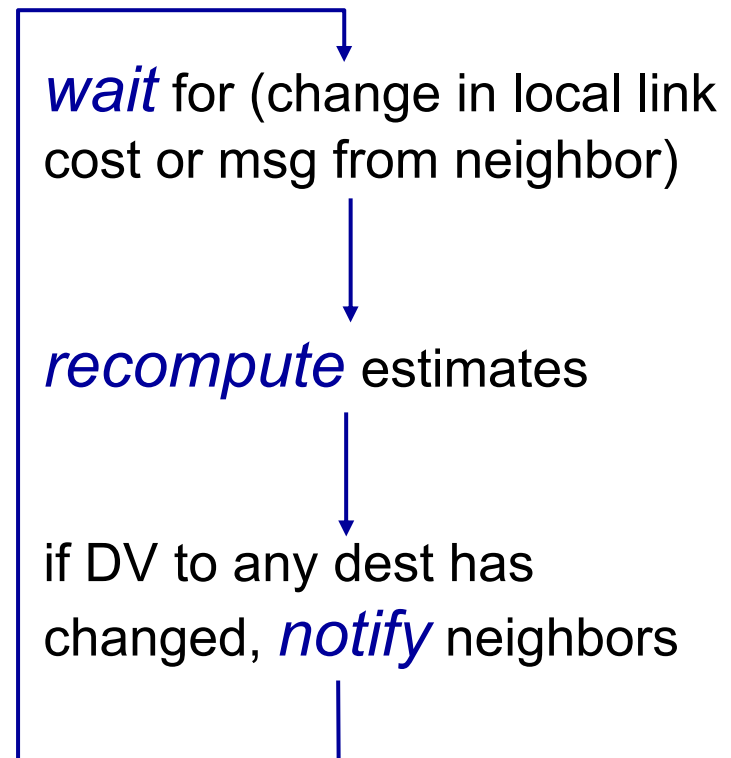 wait for (change in local link
cost or msg from neighbor)
recompute estimates
if DV to any dest has
changed, notify neighbors